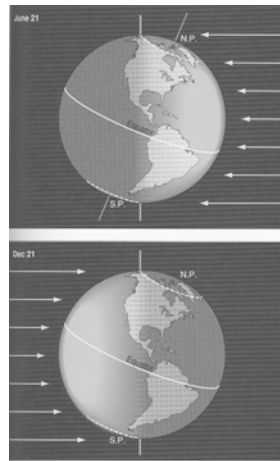 June 21
N.P.
Equator
S.P.
Dec 21
N.P.
Equator
S.P.